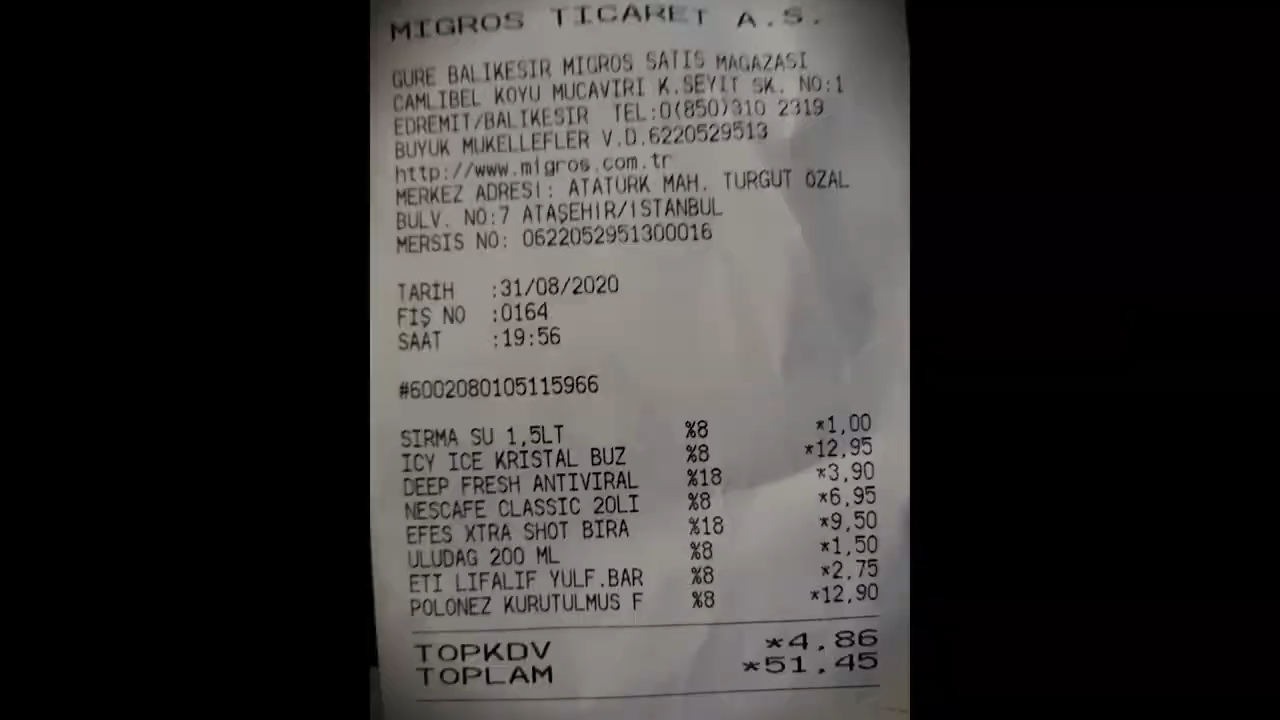 MIGROS TICARET A.S.
GURE BALIKESIR MIGROS SATIS MAGAZASI
CAMLIBEL KOYU MUCAVIRI K.SEYIT SK. NO:1
EDREMIT/BALIKESIR TEL:0(850)310 2319
BUYUK MUKELLEFLER V.D.6220529513
http://www.migros.com.tr
MERKEZ ADRESİ: ATATURK MAH. TURGUT ÖZAL
BULV. NO:7 ATAŞEHİR/İSTANBUL
MERSIS NO: 0622052951300016
TARİH :31/08/2020
FİŞ NO :0164
SAAT :19:56
#6002080105115966
SIRMA SU 1,5LT %8 *1,00
ICY ICE KRISTAL BUZ %8 *12,95
DEEP FRESH ANTIVIRAL %18 *3,90
NESCAFE CLASSIC 20LI %8 *6,95
EFES XTRA SHOT BIRA %18 *9,50
ULUDAG 200 ML %8 *1,50
ETI LIFALIF YULF.BAR %8 *2,75
POLONEZ KURUTULMUS F %8 *12,90
TOPKDV *4,86
TOPLAM *51,45